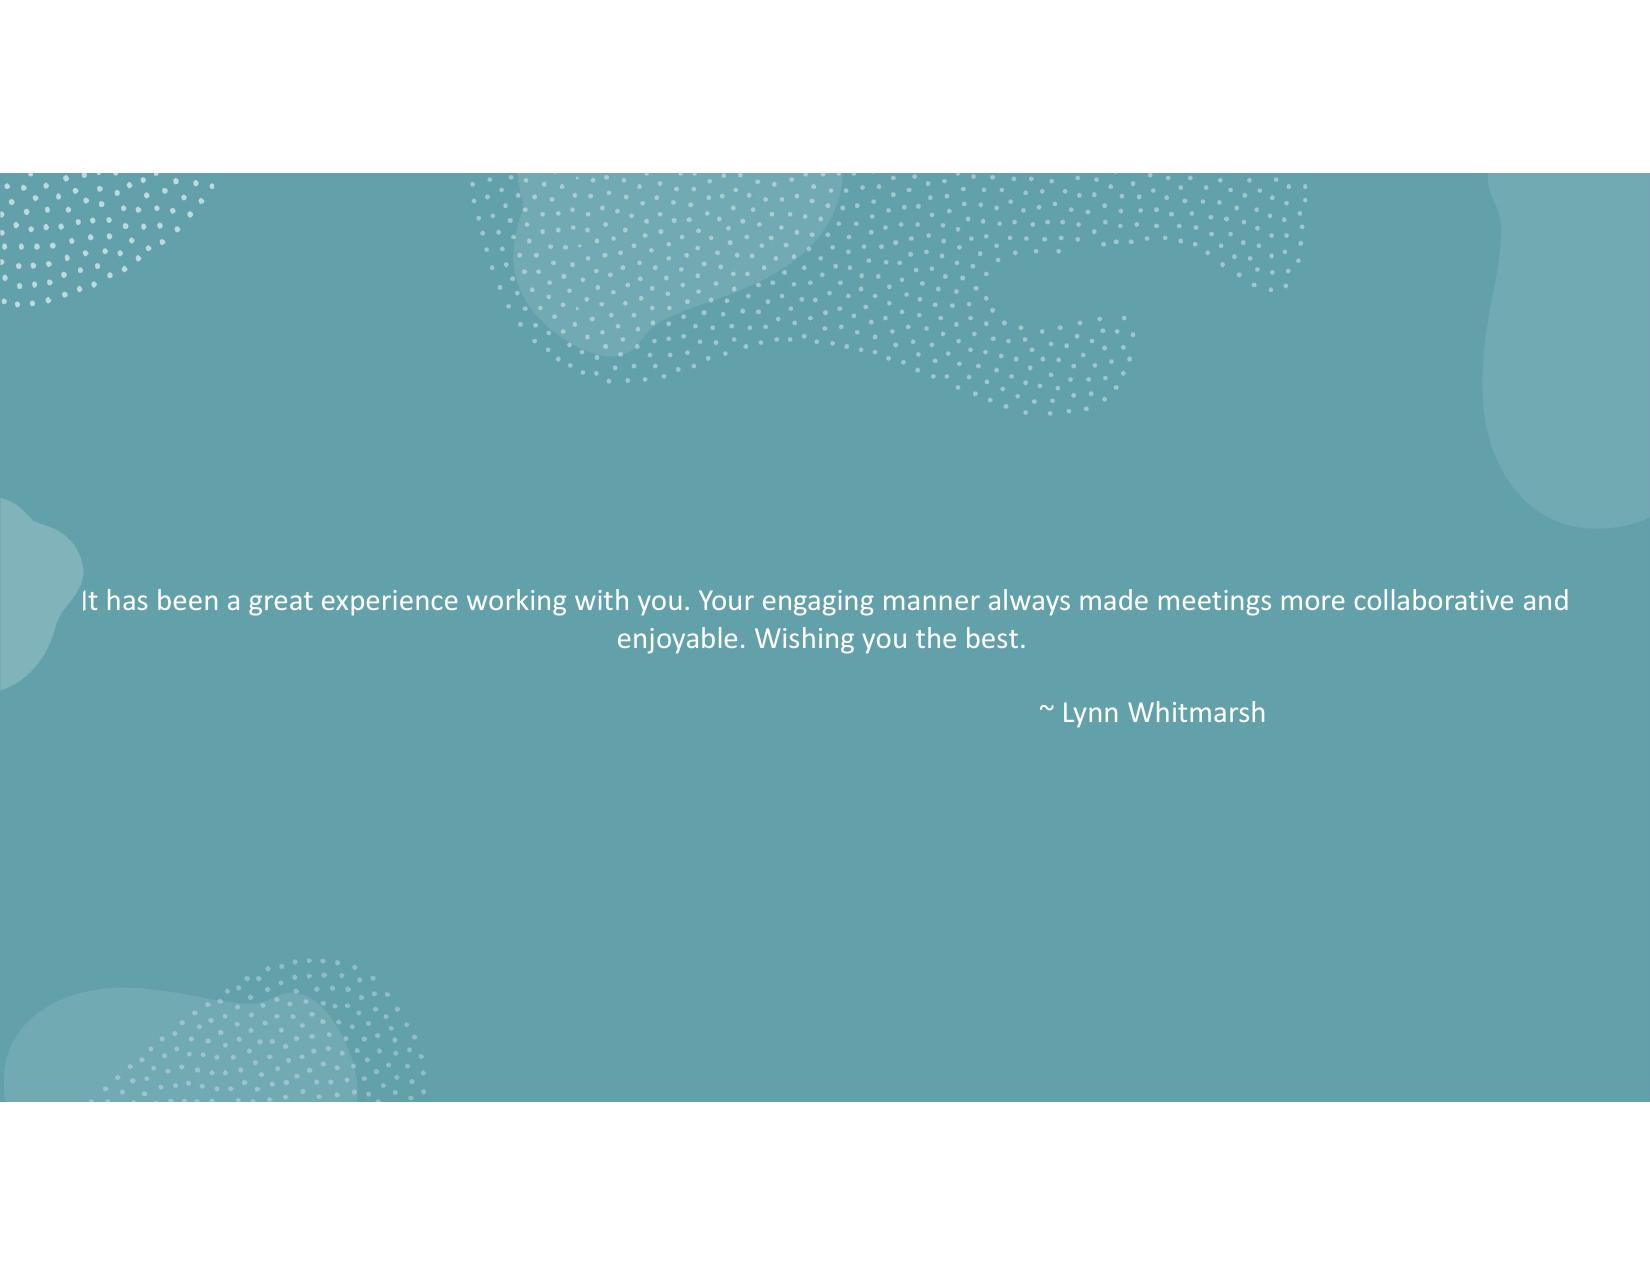 It has been a great experience working with you. Your engaging manner always made meetings more collaborative and
enjoyable. Wishing you the best.
~ Lynn Whitmarsh